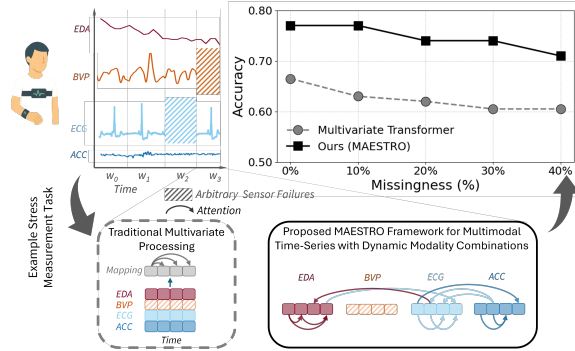 EDA
BVP
ECG
ACC
w0 w1 w2 w3
Time
Arbitrary Sensor Failures
Attention
Example Stress
Measurement Task
Accuracy
0.80
0.70
0.60
0.50
Multivariate Transformer
Ours (MAESTRO)
0% 10% 20% 30% 40%
Missingness (%)
Traditional Multivariate
Processing
Mapping
EDA
BVP
ECG
ACC
Time
Proposed MAESTRO Framework for Multimodal
Time-Series with Dynamic Modality Combinations
EDA BVP ECG ACC